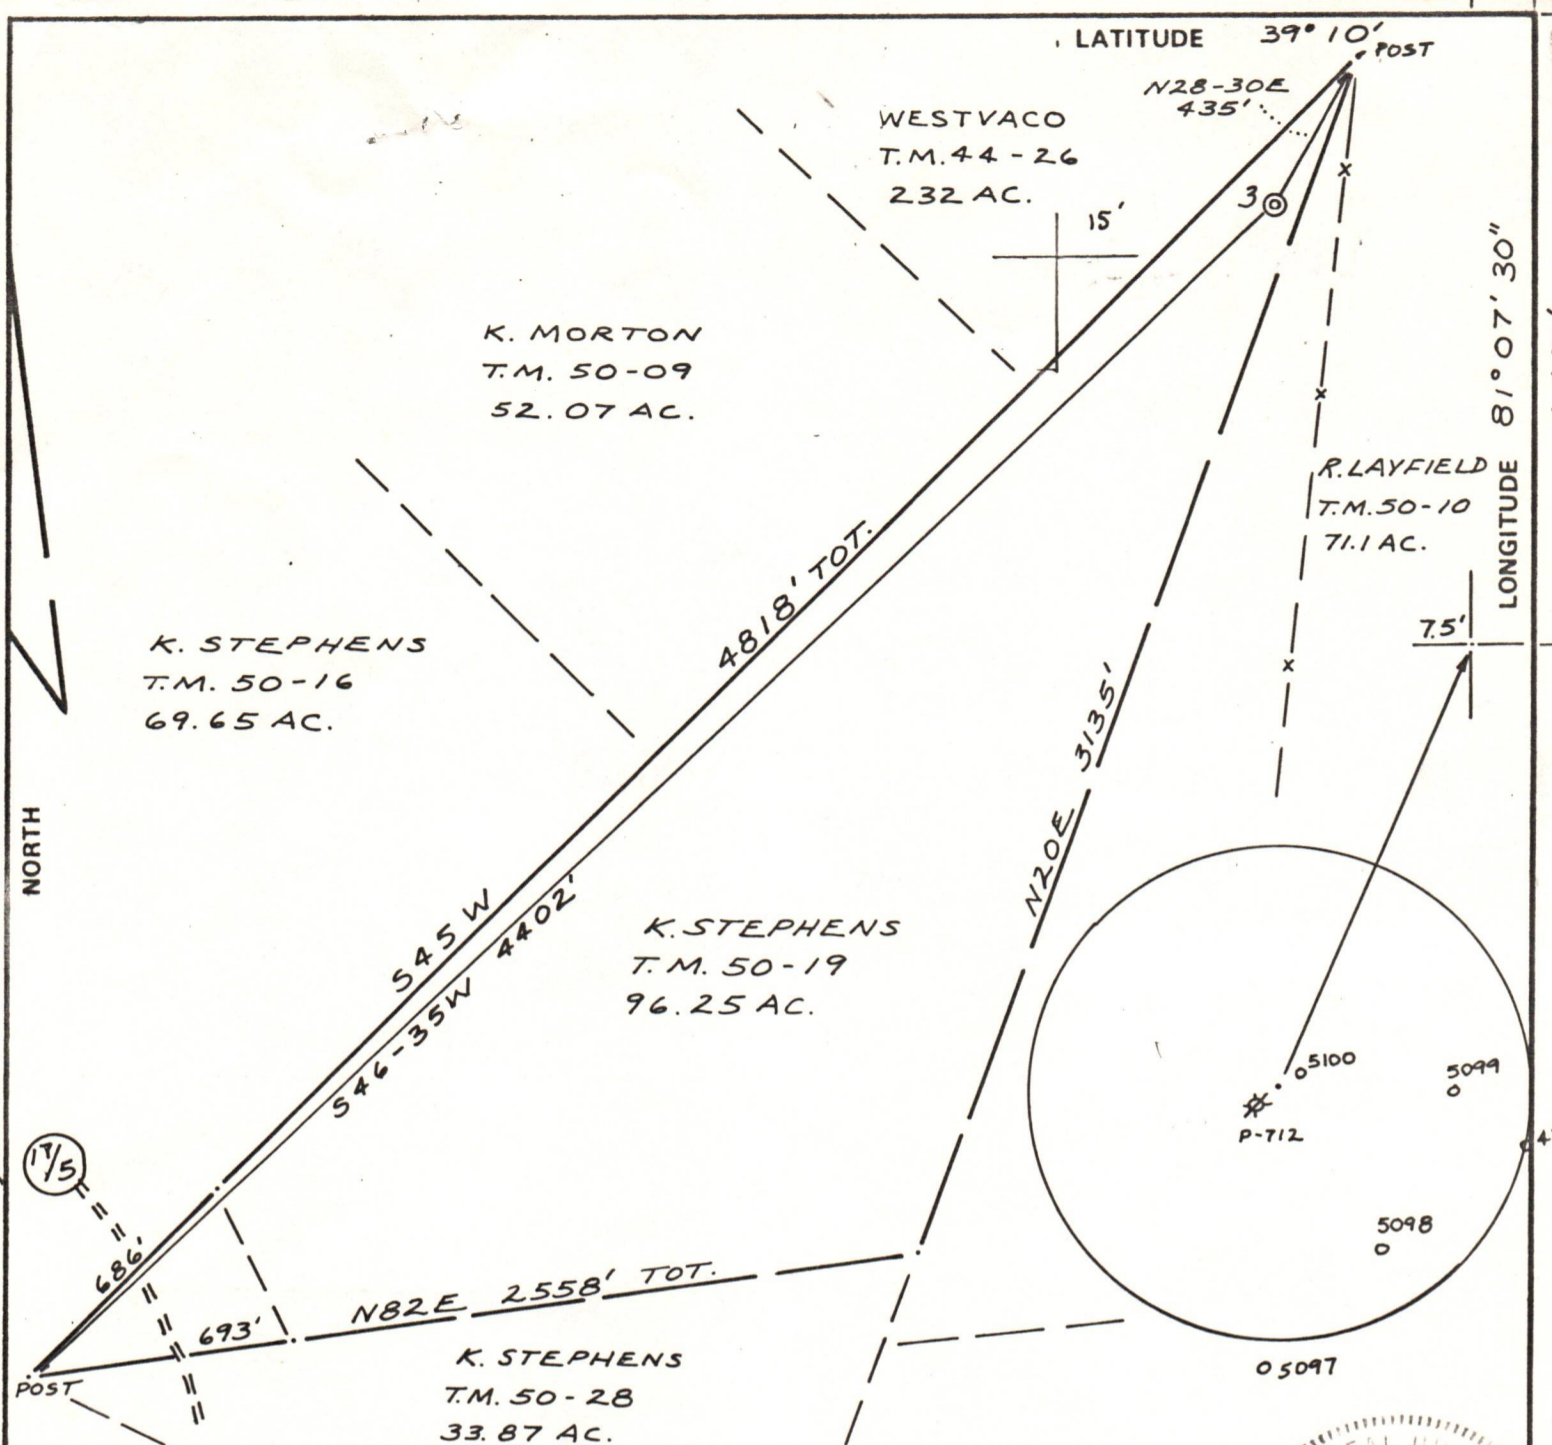 LATITUDE 39° 10'
POST
N28-30E
435'
WESTVACO
T.M. 44-26
232 AC.
3
15'
K. MORTON
T.M. 50-09
52.07 AC.
LONGITUDE 81° 07' 30"
R. LAYFIELD
T.M. 50-10
71.1 AC.
4818' TOT.
7.5'
K. STEPHENS
T.M. 50-16
69.65 AC.
3135'
N20E
NORTH
S45W
4402'
S46-35W
K. STEPHENS
T.M. 50-19
96.25 AC.
5100
5099
P-712
17/5
5098
686'
N82E 2558' TOT.
693'
K. STEPHENS
T.M. 50-28
33.87 AC.
POST
5097